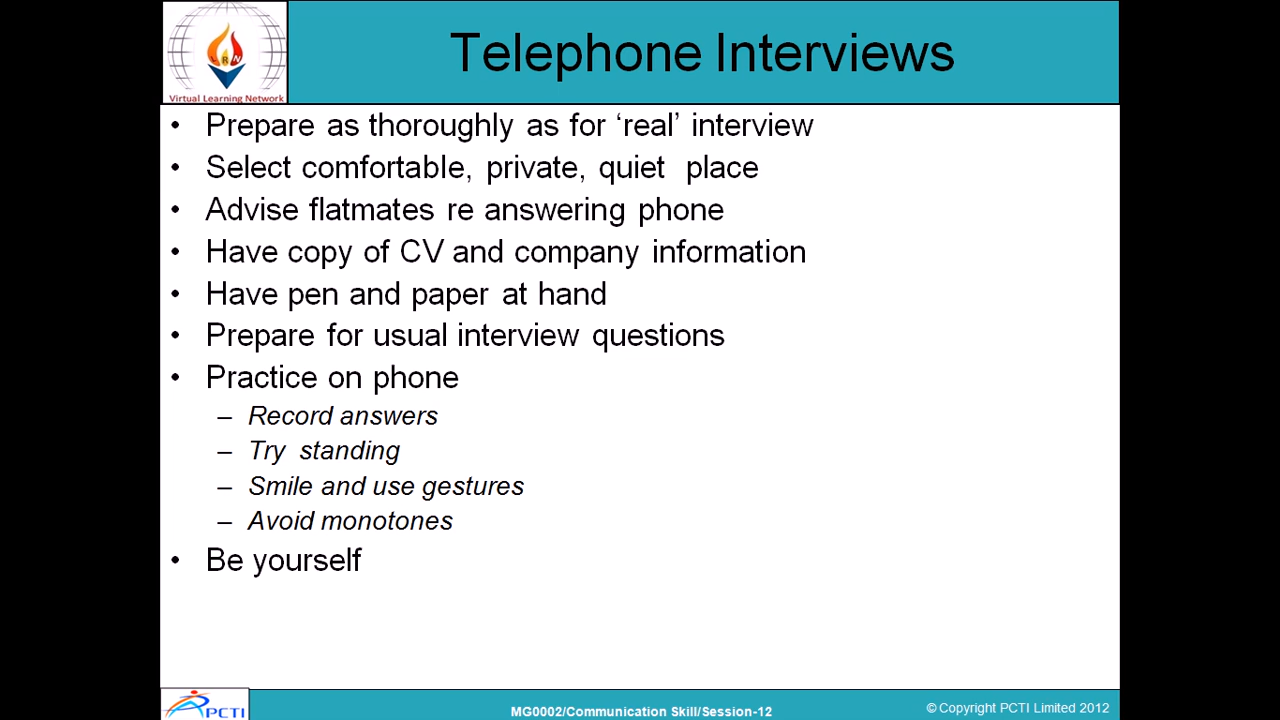 Telephone Interviews
LRN
Virtual Learning Network
• Prepare as thoroughly as for ‘real’ interview
• Select comfortable, private, quiet place
• Advise flatmates re answering phone
• Have copy of CV and company information
• Have pen and paper at hand
• Prepare for usual interview questions
• Practice on phone
– Record answers
– Try standing
– Smile and use gestures
– Avoid monotones
• Be yourself
PCTI
MG0002/Communication Skill/Session-12
© Copyright PCTI Limited 2012